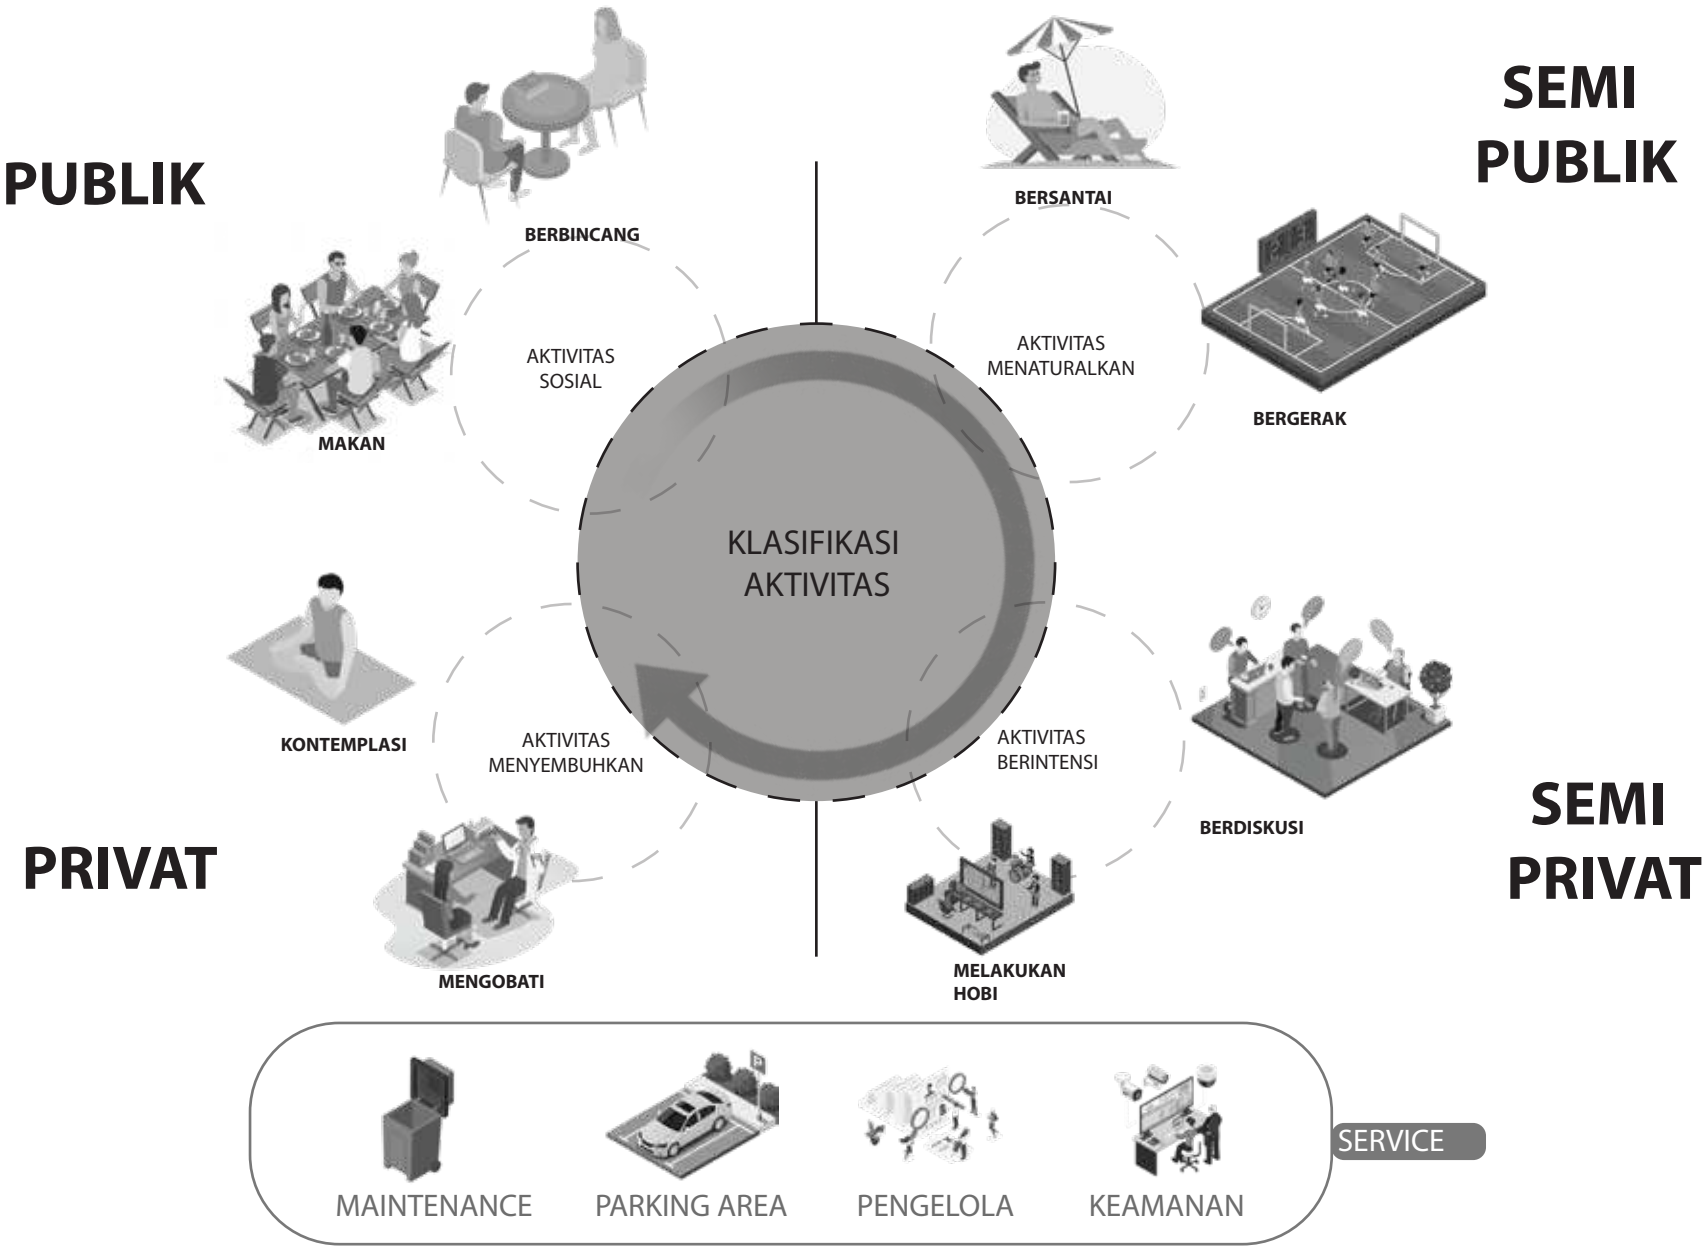 PUBLIK
BERBINCANG
MAKAN
AKTIVITAS
SOSIAL
SEMI
PUBLIK
BERSANTAI
AKTIVITAS
MENATURALKAN
BERGERAK
KLASIFIKASI
AKTIVITAS
KONTEMPLASI
AKTIVITAS
MENYEMBUHKAN
MENGOBATI
PRIVAT
AKTIVITAS
BERINTENSI
BERDISKUSI
MELAKUKAN
HOBI
SEMI
PRIVAT
P
MAINTENANCE
PARKING AREA
PENGELOLA
KEAMANAN
SERVICE